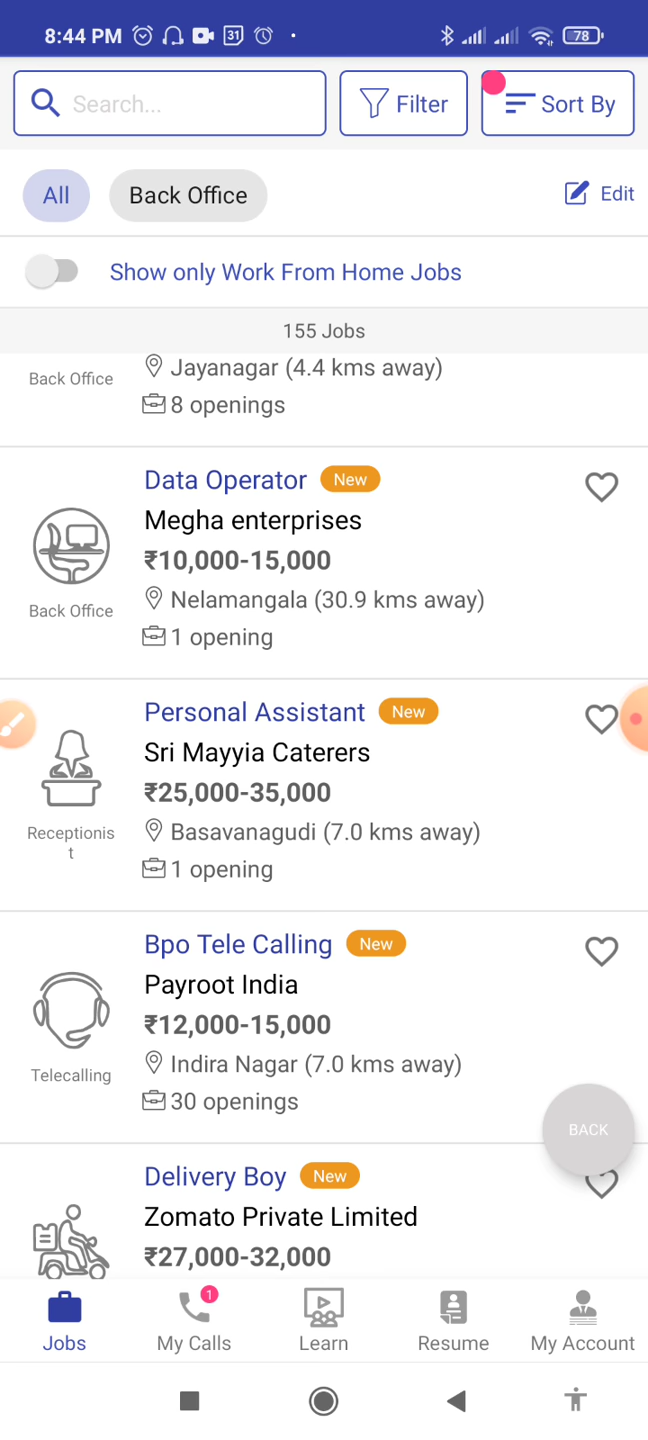 8:44 PM 31 78
Search... Filter Sort By
All Back Office Edit
Show only Work From Home Jobs
155 Jobs
Back Office
Jayanagar (4.4 kms away)
8 openings
Data Operator New
Megha enterprises
₹10,000-15,000
Nelamangala (30.9 kms away)
Back Office
1 opening
Personal Assistant New
Sri Mayyia Caterers
₹25,000-35,000
Basavanagudi (7.0 kms away)
Receptionis
t
1 opening
Bpo Tele Calling New
Payroot India
₹12,000-15,000
Indira Nagar (7.0 kms away)
Telecalling
30 openings
BACK
Delivery Boy New
Zomato Private Limited
₹27,000-32,000
1
Jobs My Calls Learn Resume My Account